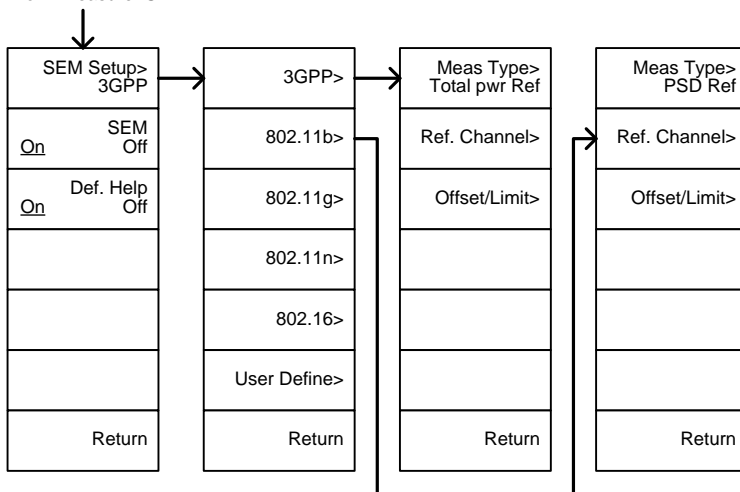 SEM Setup>
3GPP
SEM
On Off
Def. Help
On Off
Return
3GPP>
802.11b>
802.11g>
802.11n>
802.16>
User Define>
Return
Meas Type>
Total pwr Ref
Ref. Channel>
Offset/Limit>
Return
Meas Type>
PSD Ref
Ref. Channel>
Offset/Limit>
Return